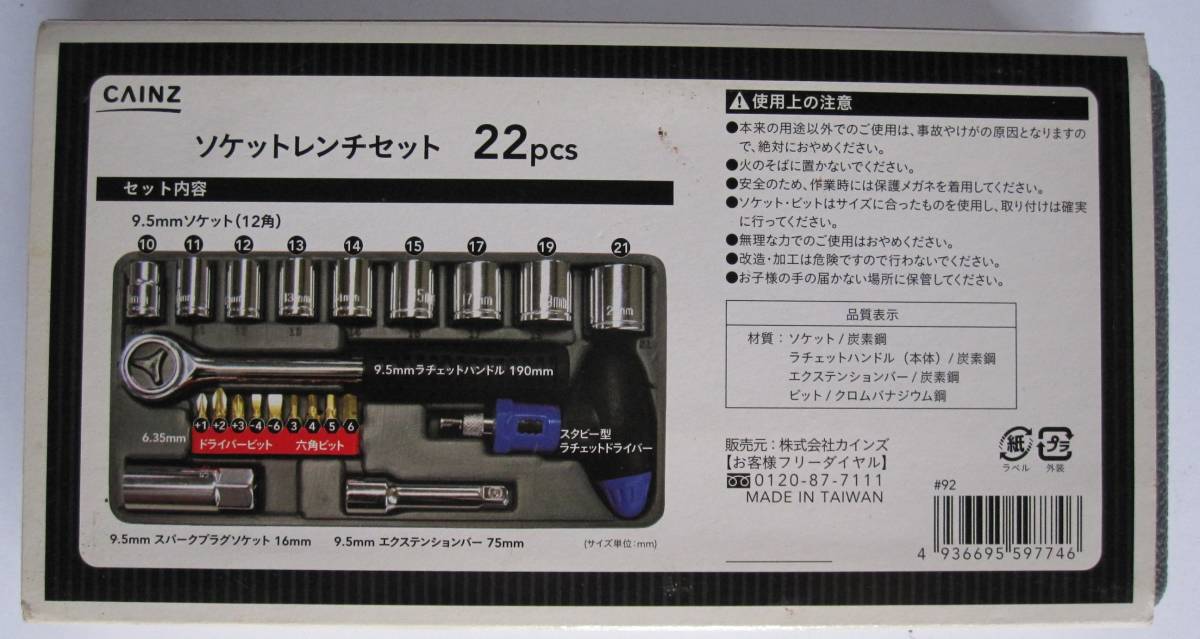 CAINZ
ソケットレンチセット 22pcs
セット内容
9.5mmソケット(12角)
10 11 12 13 14 15 17 19 21
9.5mmラチェットハンドル 190mm
+1 +2 +3 -4 -6 3 4 5 6
6.35mm
ドライバービット 六角ビット
スタビー型
ラチェットドライバー
9.5mm スパークプラグソケット 16mm
9.5mm エクステンションバー 75mm
(サイズ単位:mm)
⚠使用上の注意
●本来の用途以外でのご使用は、事故やけがの原因となりますの
で、絶対におやめください。
●火のそばに置かないでください。
●安全のため、作業時には保護メガネを着用してください。
●ソケット・ビットはサイズに合ったものを使用し、取り付けは確実
に行ってください。
●無理な力でのご使用はおやめください。
●改造・加工は危険ですので行わないでください。
●お子様の手の届かない場所に保管してください。
品質表示
材質:ソケット/炭素鋼
ラチェットハンドル(本体)/炭素鋼
エクステンションバー/炭素鋼
ビット/クロムバナジウム鋼
販売元:株式会社カインズ
【お客様フリーダイヤル】
0120-87-7111
MADE IN TAIWAN
紙 プラ
ラベル 外装
#92
4 936695 597746